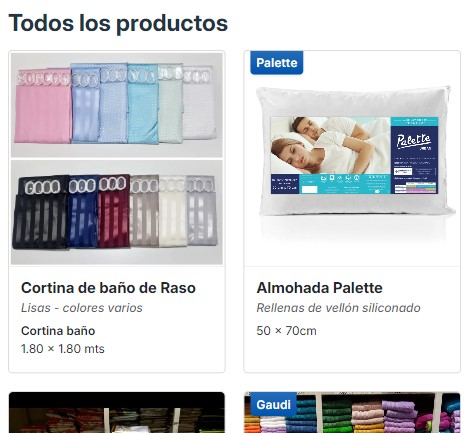 Todos los productos
Palette
Palette
Cortina de baño de Raso
Lisas - colores varios
Cortina baño
1.80 × 1.80 mts
Almohada Palette
Rellenas de vellón siliconado
50 × 70cm
Gaudi